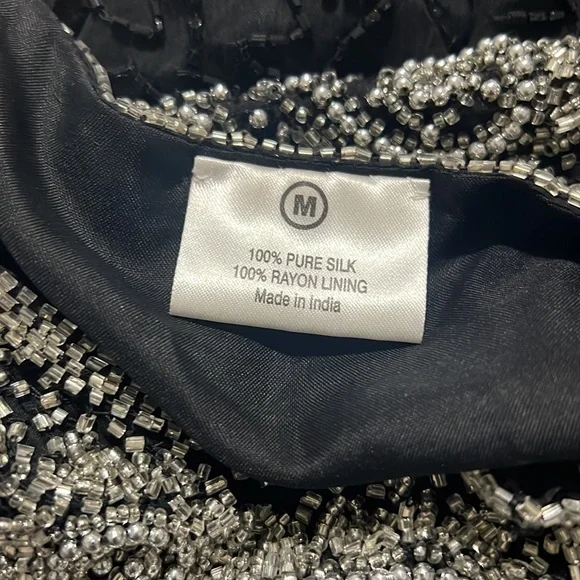 M
100% PURE SILK
100% RAYON LINING
Made in India